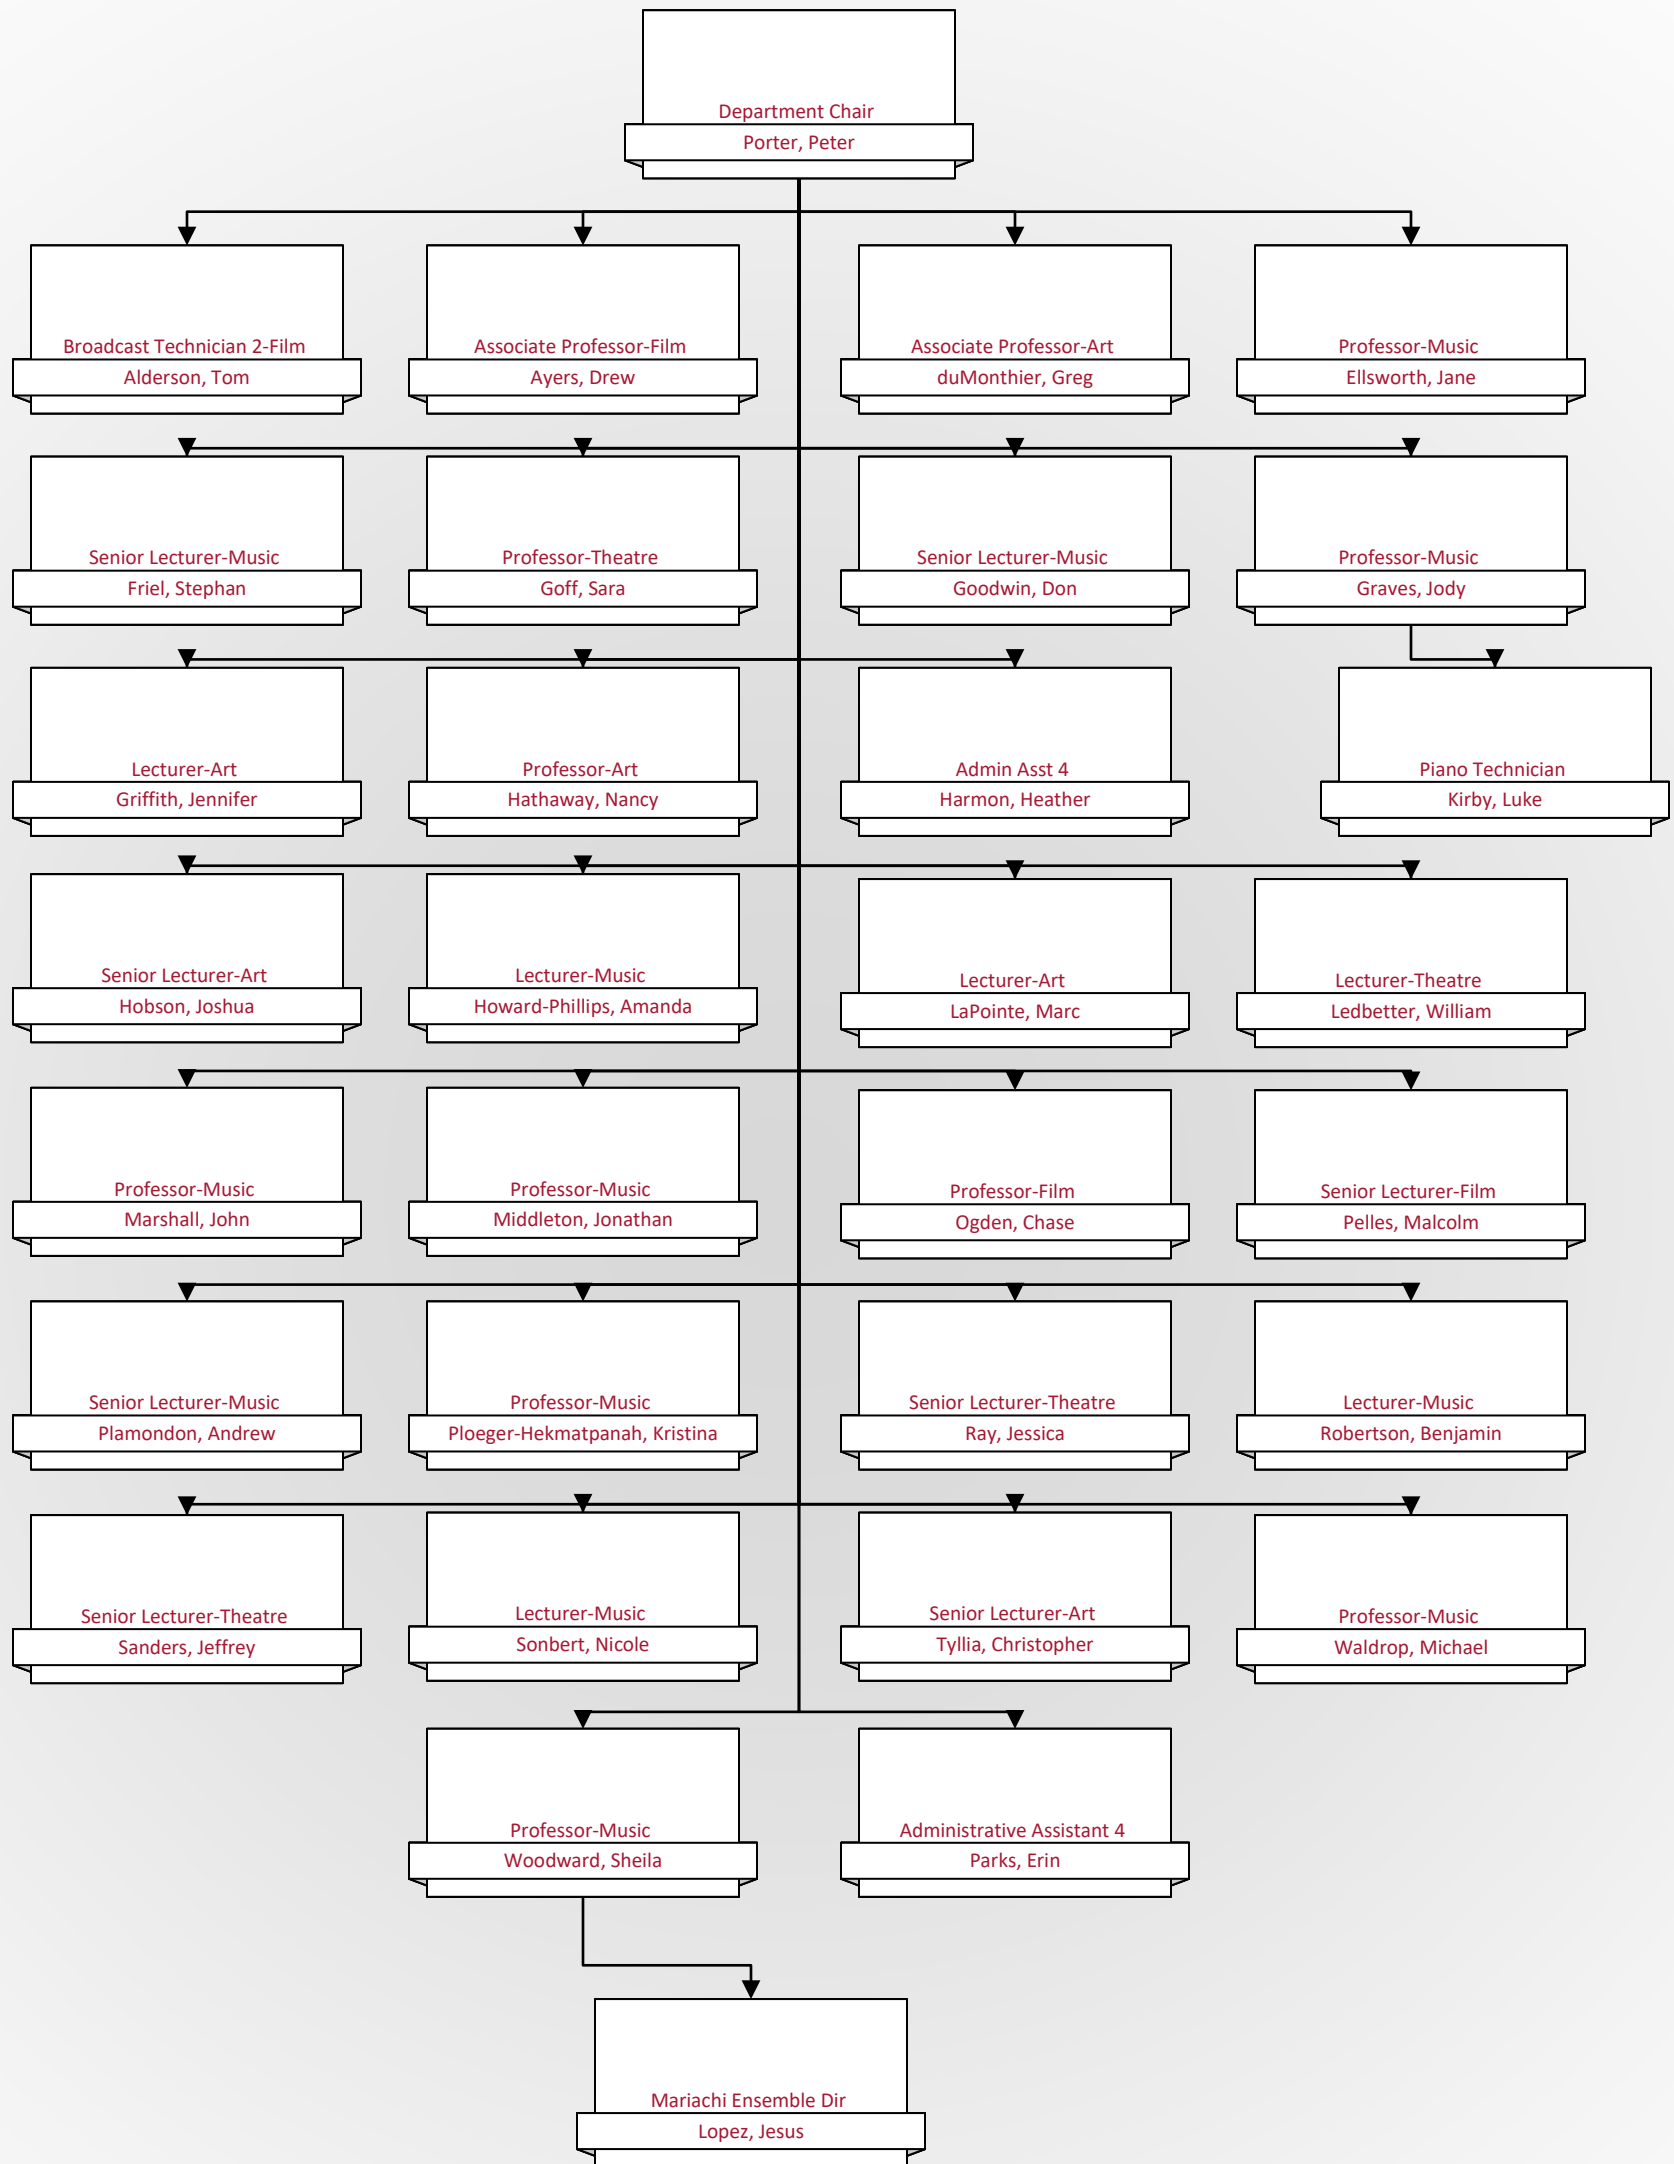 Department Chair
Porter, Peter
Broadcast Technician 2-Film
Alderson, Tom
Associate Professor-Film
Ayers, Drew
Associate Professor-Art
duMonthier, Greg
Professor-Music
Ellsworth, Jane
Senior Lecturer-Music
Friel, Stephan
Professor-Theatre
Goff, Sara
Senior Lecturer-Music
Goodwin, Don
Professor-Music
Graves, Jody
Lecturer-Art
Griffith, Jennifer
Professor-Art
Hathaway, Nancy
Admin Asst 4
Harmon, Heather
Piano Technician
Kirby, Luke
Senior Lecturer-Art
Hobson, Joshua
Lecturer-Music
Howard-Phillips, Amanda
Lecturer-Art
LaPointe, Marc
Lecturer-Theatre
Ledbetter, William
Professor-Music
Marshall, John
Professor-Music
Middleton, Jonathan
Professor-Film
Ogden, Chase
Senior Lecturer-Film
Pelles, Malcolm
Senior Lecturer-Music
Plamondon, Andrew
Professor-Music
Ploeger-Hekmatpanah, Kristina
Senior Lecturer-Theatre
Ray, Jessica
Lecturer-Music
Robertson, Benjamin
Senior Lecturer-Theatre
Sanders, Jeffrey
Lecturer-Music
Sonbert, Nicole
Senior Lecturer-Art
Tyllia, Christopher
Professor-Music
Waldrop, Michael
Professor-Music
Woodward, Sheila
Administrative Assistant 4
Parks, Erin
Mariachi Ensemble Dir
Lopez, Jesus